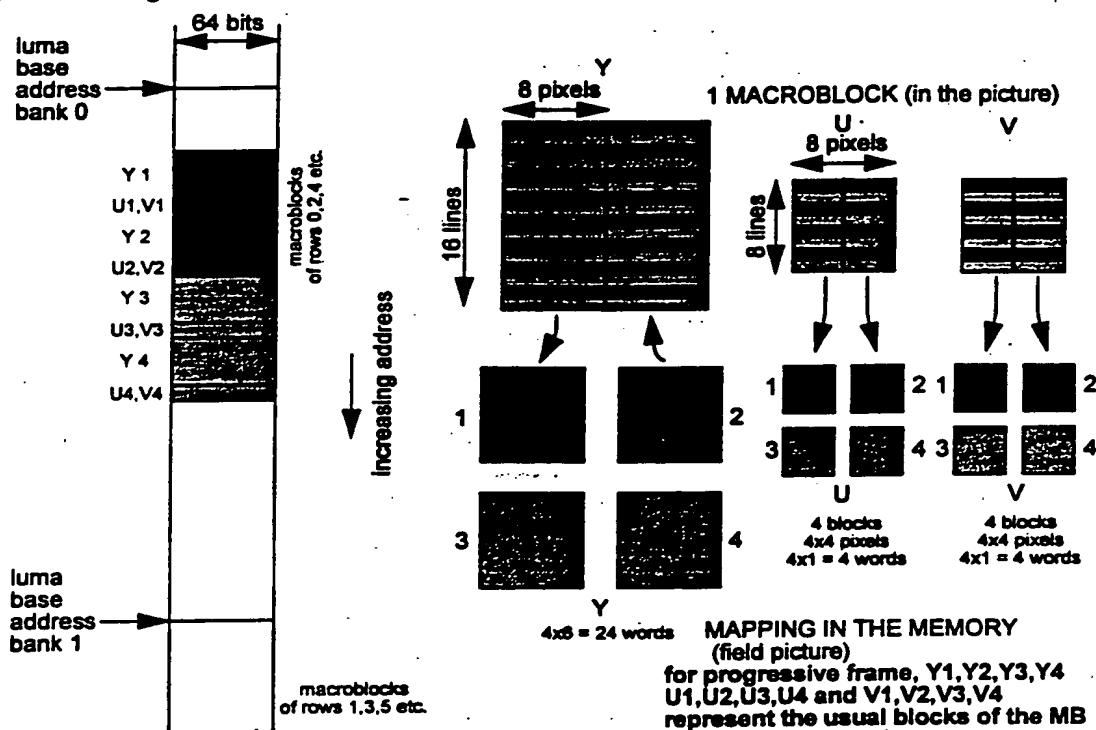 64 bits
luma
base
address
bank 0
Y 1
U1,V1
Y 2
U2,V2
Y 3
U3,V3
Y 4
U4,V4
macroblocks
of rows 0,2,4 etc.
increasing address
luma
base
address
bank 1
macroblocks
of rows 1,3,5 etc.
Y
8 pixels
16 lines
1 MACROBLOCK (in the picture)
U
V
8 pixels
8 lines
1
2
3
4
Y
4x6 = 24 words
1
2
3
4
U
4 blocks
4x4 pixels
4x1 = 4 words
1
2
3
4
V
4 blocks
4x4 pixels
4x1 = 4 words
MAPPING IN THE MEMORY
(field picture)
for progressive frame, Y1,Y2,Y3,Y4
U1,U2,U3,U4 and V1,V2,V3,V4
represent the usual blocks of the MB